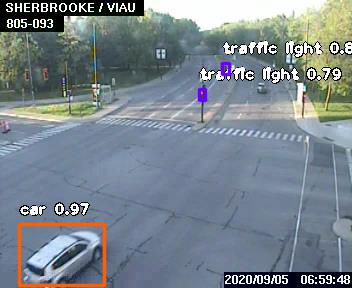 SHERBROOKE / VIAU
805-093
traffic light 0.8
traffic light 0.79
car 0.97
2020/09/05 06:59:48